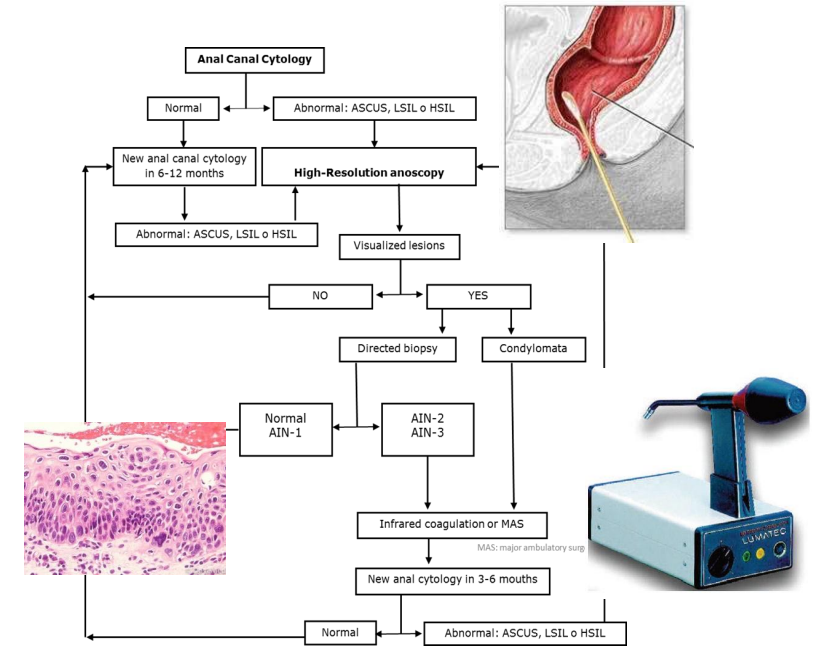 Anal Canal Cytology
Normal
Abnormal: ASCUS, LSIL o HSIL
New anal canal cytology
in 6-12 months
High-Resolution anoscopy
Abnormal: ASCUS, LSIL o HSIL
Visualized lesions
NO
YES
Directed biopsy
Condylomata
Normal
AIN-1
AIN-2
AIN-3
Infrared coagulation or MAS
LUMATEC
MAS: major ambulatory surg
New anal cytology in 3-6 mouths
Normal
Abnormal: ASCUS, LSIL o HSIL